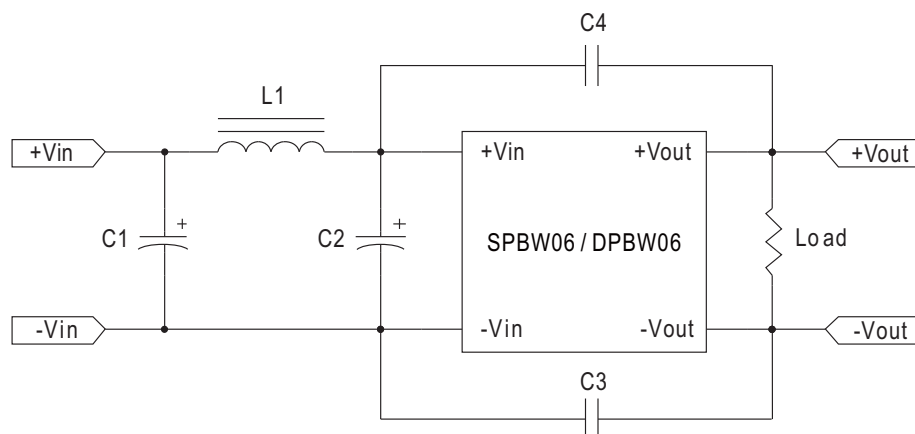 C4
L1
+Vin
+Vin
+Vout
+Vout
+
C1
+
C2
SPBW06 / DPBW06
Load
-Vin
-Vin
-Vout
-Vout
C3